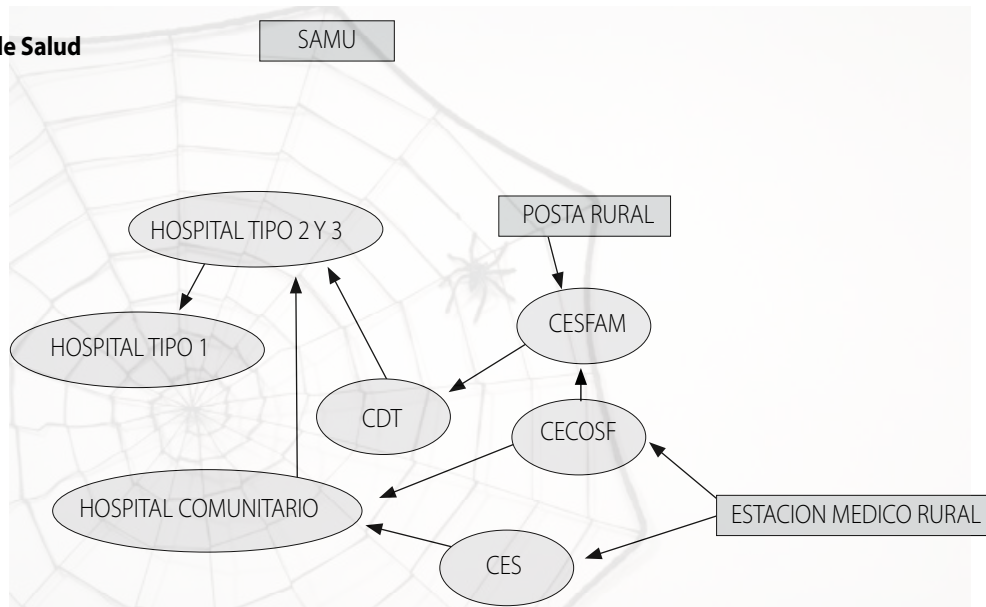 de Salud
SAMU
HOSPITAL TIPO 2 Y 3
POSTA RURAL
CESFAM
HOSPITAL TIPO 1
CDT
CECOSF
HOSPITAL COMUNITARIO
ESTACION MEDICO RURAL
CES